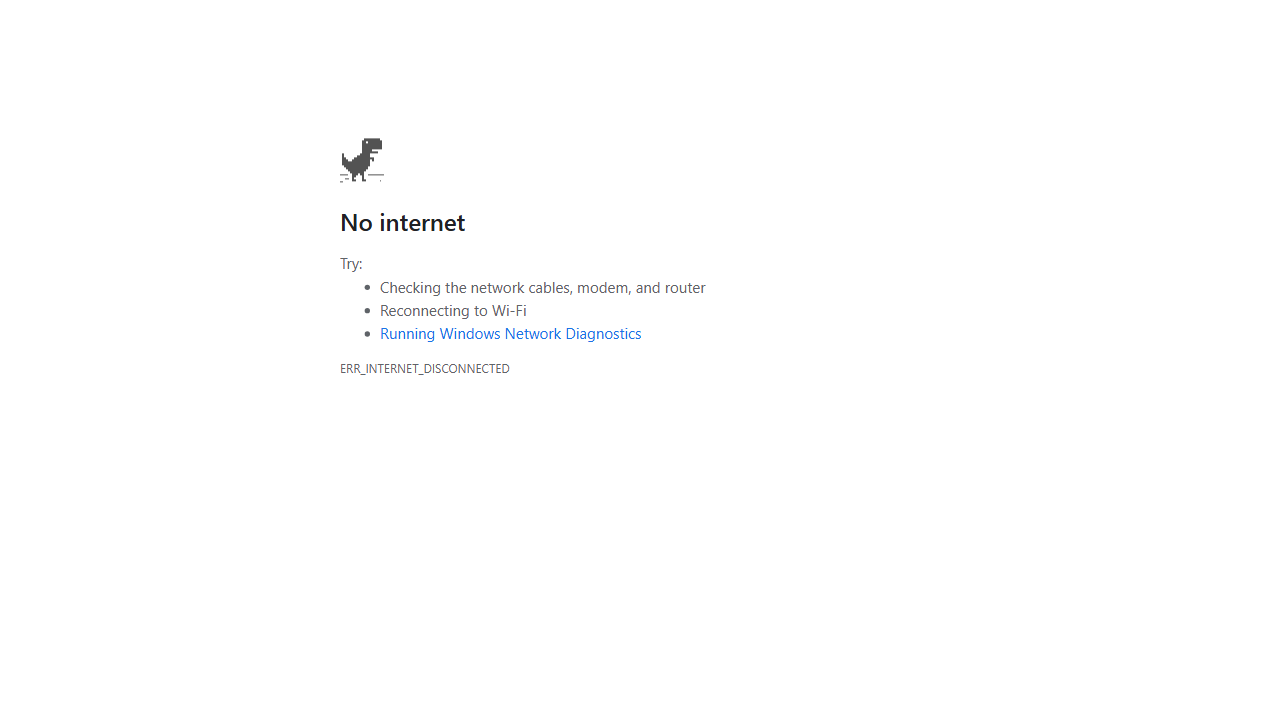 No internet
Try:
Checking the network cables, modem, and router
Reconnecting to Wi-Fi
Running Windows Network Diagnostics
ERR_INTERNET_DISCONNECTED